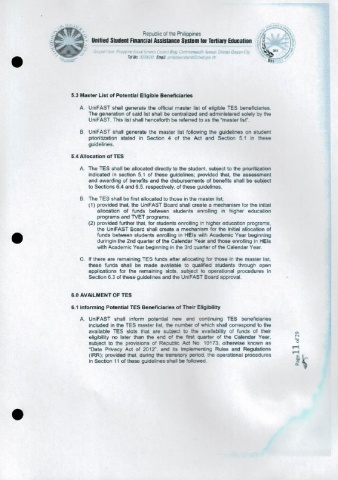 Republic of the Philippines
Unified Student Financial Assistance System for Tertiary Education
5.3 Master List of Potential Eligible Beneficiaries
A. UniFAST shall generate the official master list of eligible TES beneficiaries.
The generation of said list shall be centralized and administered solely by the
UniFAST. This list shall henceforth be referred to as the "master list".
B. UniFAST shall generate the master list following the guidelines on student
prioritization stated in Section 4 of the Act and Section 5.1 in these
guidelines.
5.4 Allocation of TES
A. The TES shall be allocated directly to the student, subject to the prioritization
indicated in section 5.1 of these guidelines; provided that, the assessment
and awarding of benefits and the disbursements of benefits shall be subject
to Sections 6.4 and 6.5, respectively, of these guidelines.
B. The TES shall be first allocated to those in the master list;
(1) provided that, the UniFAST Board shall create a mechanism for the initial
allocation of funds between students enrolling in higher education
programs and TVET programs.
(2) provided further that, for students enrolling in higher education programs,
the UniFAST Board shall create a mechanism for the initial allocation of
funds between students enrolling in HEIs with Academic Year beginning
during in the 2nd quarter of the Calendar Year and those enrolling in HEIs
with Academic Year beginning in the 3rd quarter of the Calendar Year.
C. If there are remaining TES funds after allocating for those in the master list,
these funds shall be made available to qualified students through open
applications for the remaining slots, subject to operational procedures in
Section 6.3 of these guidelines and the UniFAST Board approval.
6.0 AVAILMENT OF TES
6.1 Informing Potential TES Beneficiaries of Their Eligibility
A. UniFAST shall inform potential new and continuing TES beneficiaries
included in the TES master list, the number of which shall correspond to the
available TES slots that are subject to the availability of funds of their
eligibility no later than the end of the first quarter of the Calendar Year,
subject to the provisions of Republic Act No. 10173, otherwise known as
"Data Privacy Act of 2012" and its Implementing Rules and Regulations
(IRR); provided that, during the statutory period, the operational procedures
in Section 11 of these guidelines shall be followed.
Page 11 of 29